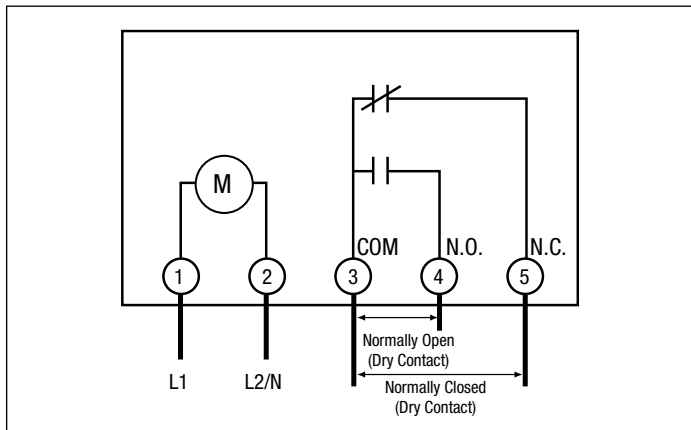 M
COM
N.O.
N.C.
1
2
3
4
5
Normally Open
(Dry Contact)
L1
L2/N
Normally Closed
(Dry Contact)